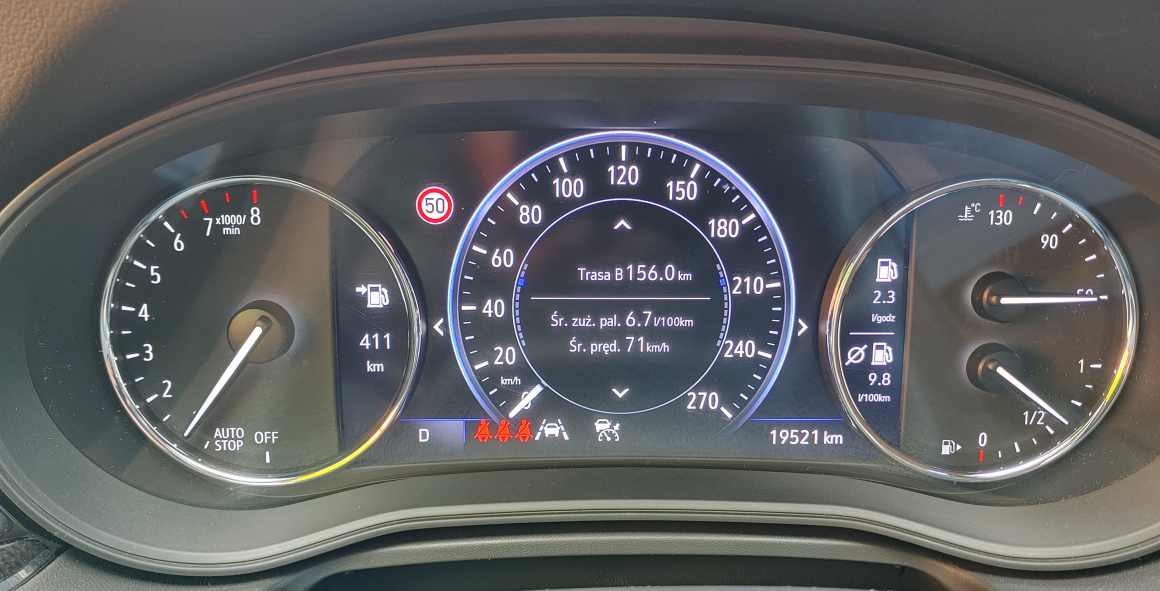 8
x1000/
7
min
6
5
4
3
2
AUTO
STOP
OFF
411
km
50
120
100
150
80
180
60
210
40
240
20
270
km/h
Trasa B 156.0 km
Śr. zuż. pal. 6.7 l/100km
Śr. pręd. 71 km/h
D
19521 km
2.3
l/godz
9.8
l/100km
°C
130
90
1
1/2
0